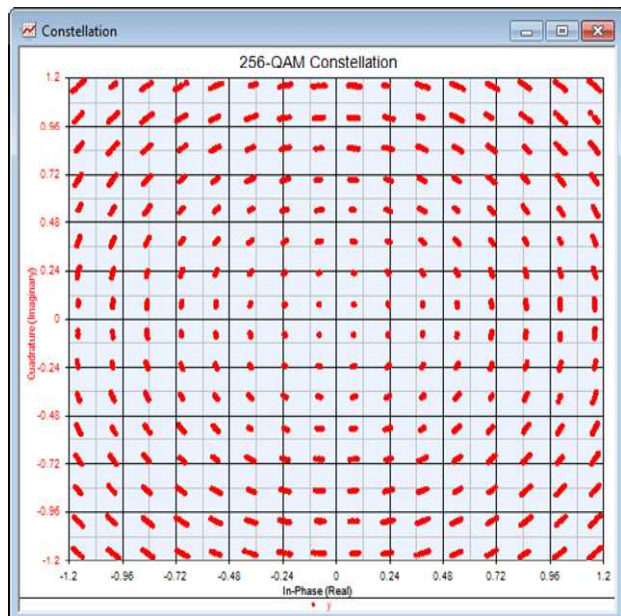 Constellation
256-QAM Constellation
1.2
0.96
0.72
0.48
0.24
0
-0.24
-0.48
-0.72
-0.96
-1.2
Quadrature (Imaginary)
-1.2 -0.96 -0.72 -0.48 -0.24 0 0.24 0.48 0.72 0.96 1.2
In-Phase (Real)
y